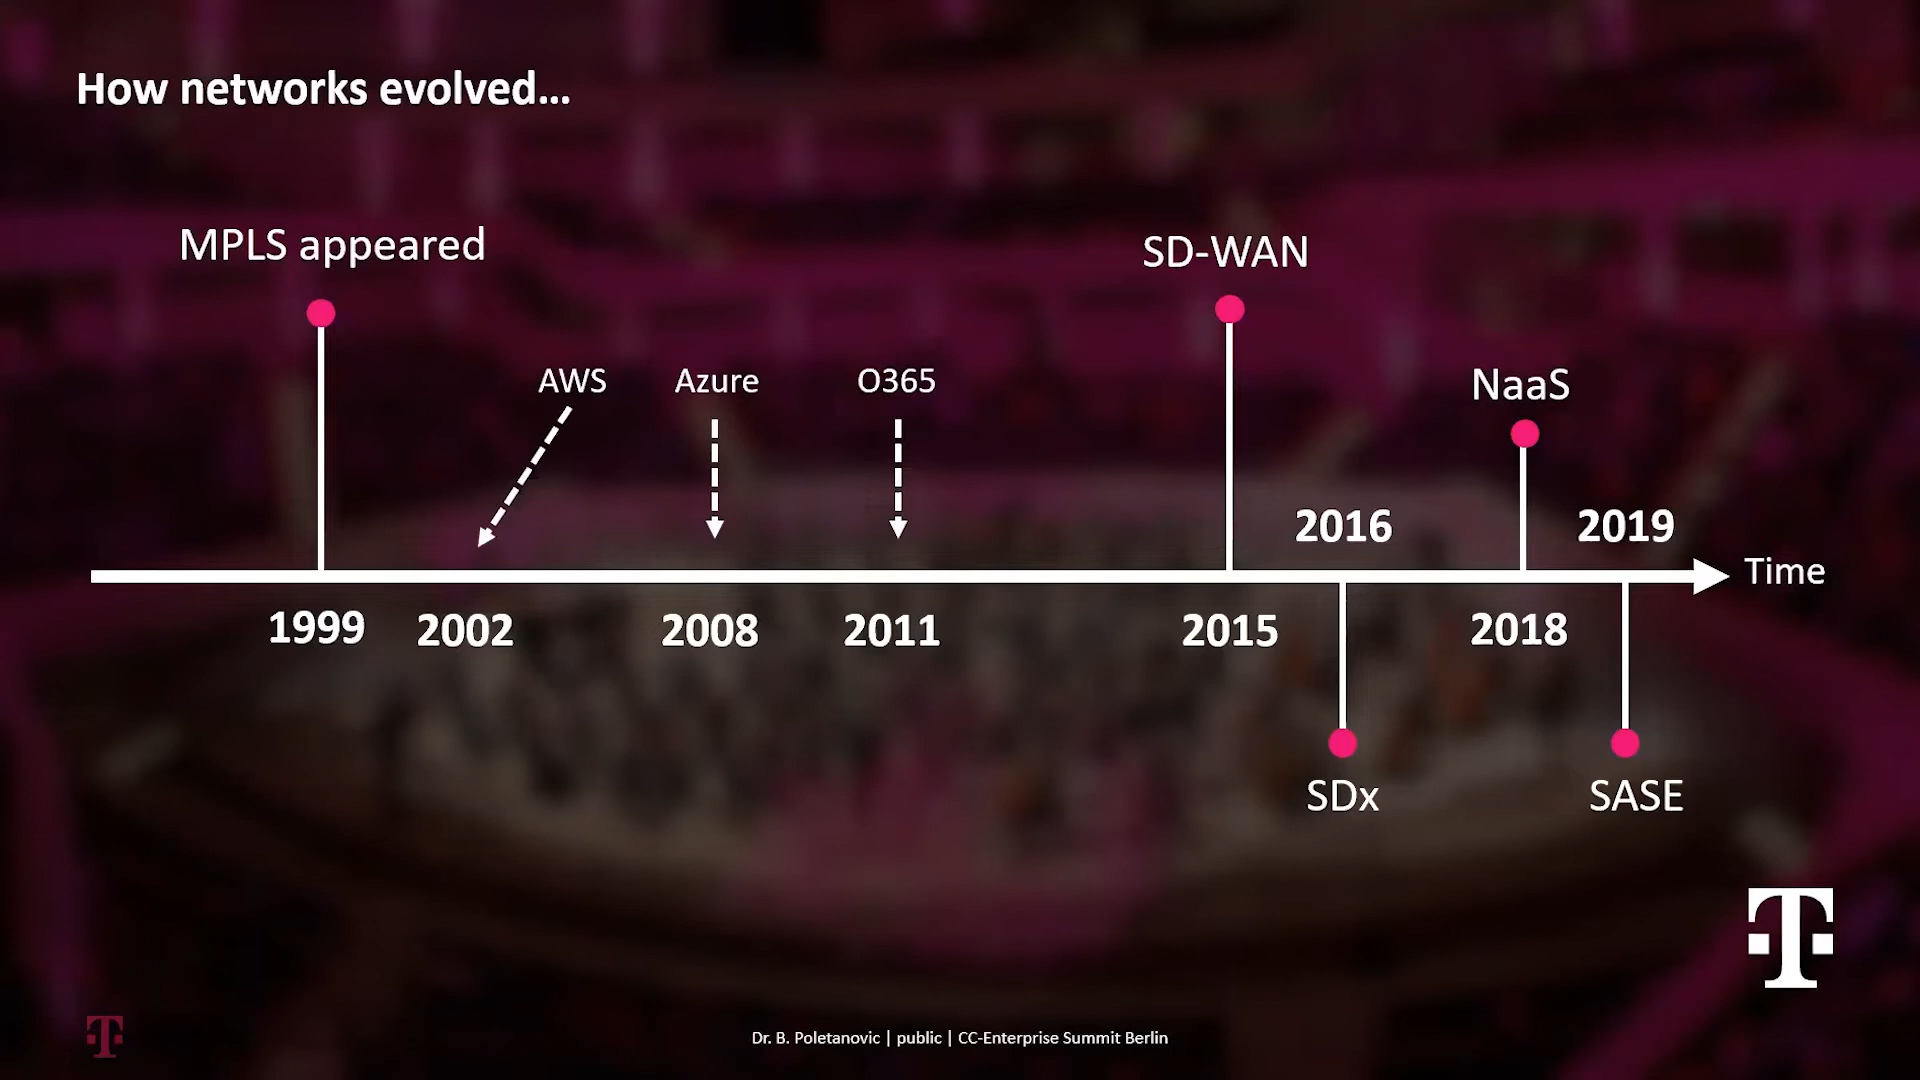 How networks evolved...
MPLS appeared
SD-WAN
AWS
Azure
O365
NaaS
2016
2019
Time
1999
2002
2008
2011
2015
2018
SDx
SASE
T
T
Dr. B. Poletanovic | public | CC-Enterprise Summit Berlin